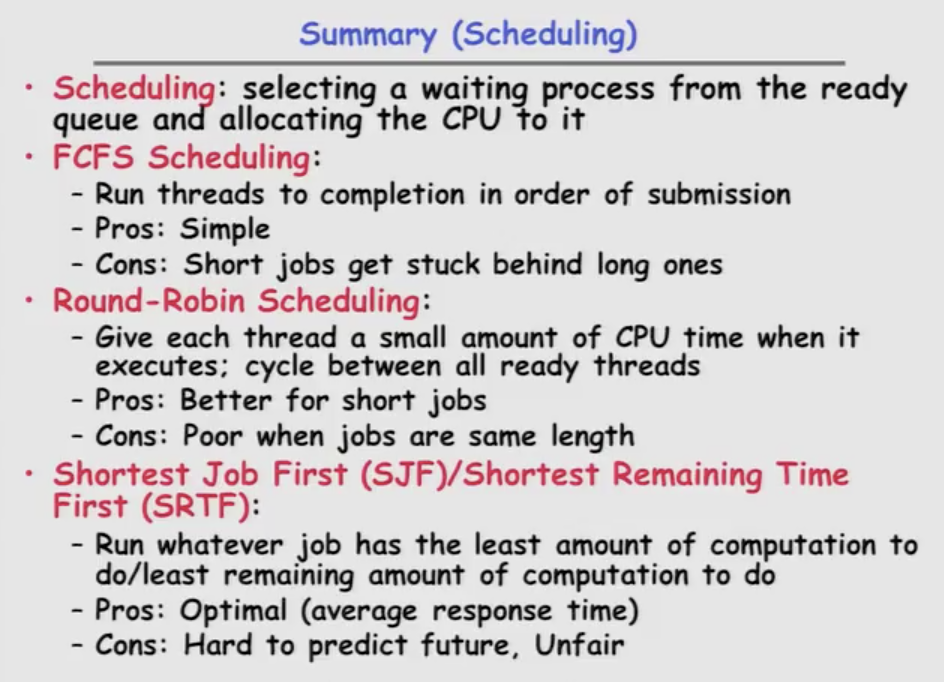 Summary (Scheduling)
• Scheduling: selecting a waiting process from the ready
queue and allocating the CPU to it
• FCFS Scheduling:
– Run threads to completion in order of submission
– Pros: Simple
– Cons: Short jobs get stuck behind long ones
• Round-Robin Scheduling:
– Give each thread a small amount of CPU time when it
executes; cycle between all ready threads
– Pros: Better for short jobs
– Cons: Poor when jobs are same length
• Shortest Job First (SJF)/Shortest Remaining Time
First (SRTF):
– Run whatever job has the least amount of computation to
do/least remaining amount of computation to do
– Pros: Optimal (average response time)
– Cons: Hard to predict future, Unfair